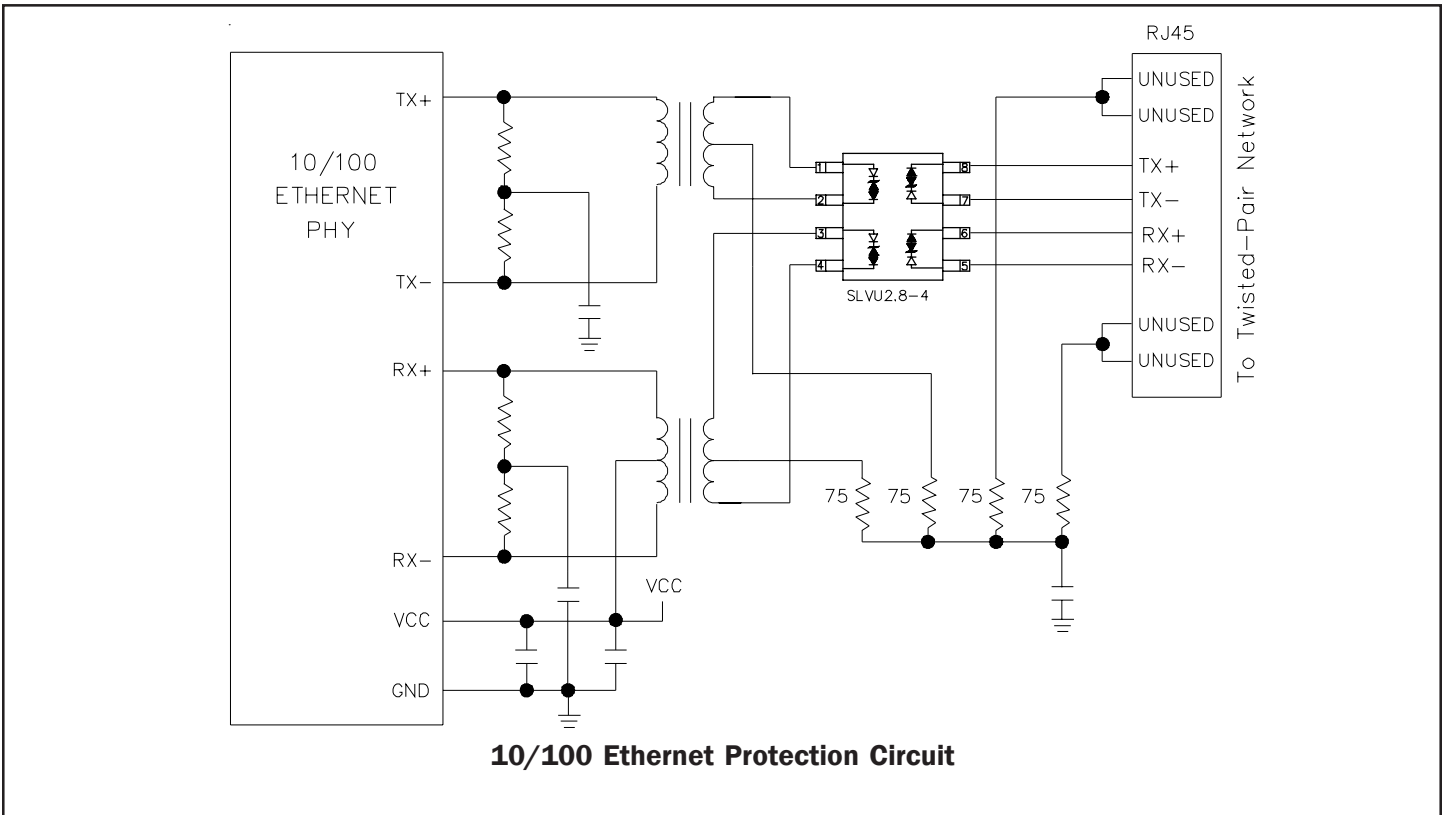 RJ45
UNUSED
UNUSED
TX+
TX-
RX+
RX-
UNUSED
UNUSED
To Twisted-Pair Network
10/100
ETHERNET
PHY
TX+
TX-
RX+
RX-
VCC
GND
VCC
1
2
3
4
8
7
6
5
SLVU2.8-4
75
75
75
75
10/100 Ethernet Protection Circuit